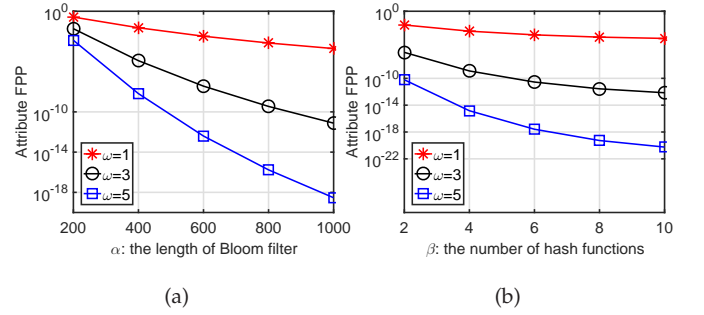 Attribute FPP
10^0
10^-10
10^-14
10^-18
ω=1
ω=3
ω=5
200 400 600 800 1000
α: the length of Bloom filter
(a)
Attribute FPP
10^0
10^-10
10^-14
10^-18
10^-22
ω=1
ω=3
ω=5
2 4 6 8 10
β: the number of hash functions
(b)